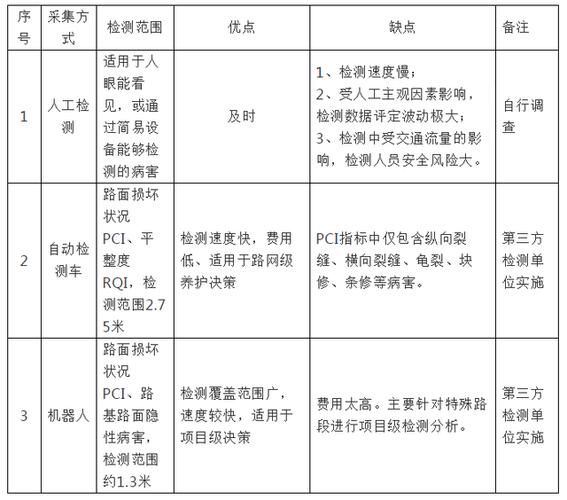 序号
采集方式
检测范围
优点
缺点
备注
1
人工检测
适用于人
眼能看
见，或通
过简易设
备能够检
测的病害
及时
1、检测速度慢；
2、受人工主观因素影响，
检测数据评定波动极大；
3、检测中受交通流量的影
响，检测人员安全风险大。
自行调
查
2
自动检
测车
路面损坏
状况
PCI、平
整度
RQI，检
测范围2.7
5米
检测速度快，费用
低、适用于路网级
养护决策
PCI指标中仅包含纵向裂
缝、横向裂缝、龟裂、块
修、条修等病害。
第三方
检测单
位实施
3
机器人
路面损坏
状况
PCI、路
基路面隐
性病害，
检测范围
约1.3米
检测覆盖范围广，
速度较快，适用于
项目级决策
费用太高。主要针对特殊路
段进行项目级检测分析。
第三方
检测单
位实施